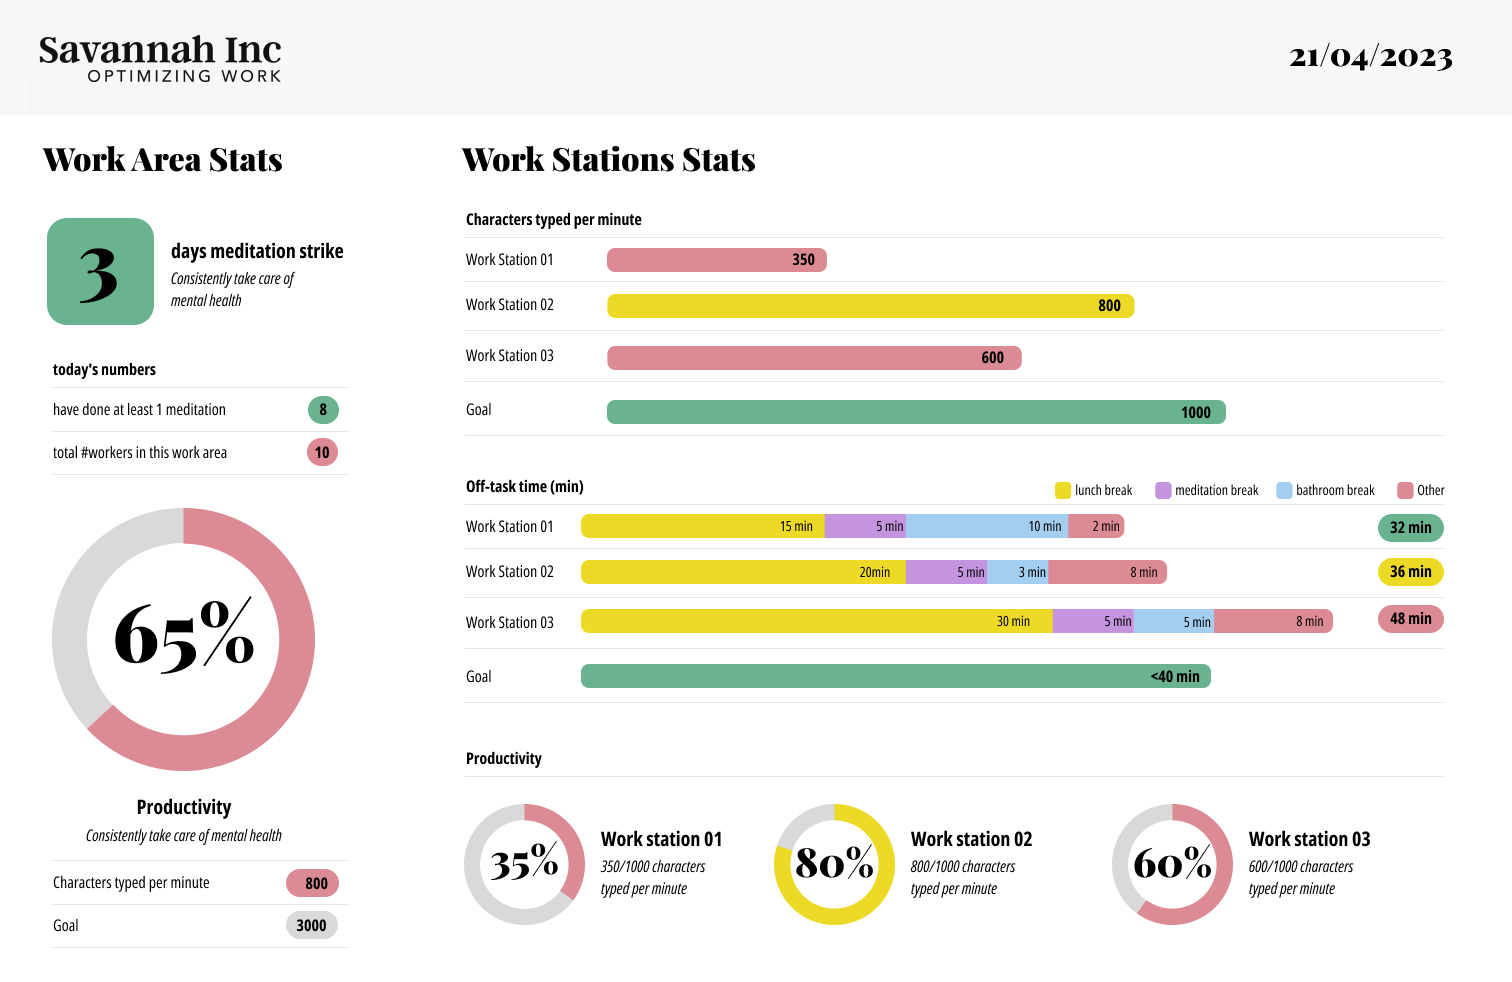 Savannah Inc
OPTIMIZING WORK
21/04/2023
Work Area Stats
3
days meditation strike
Consistently take care of
mental health
today's numbers
have done at least 1 meditation 8
total #workers in this work area 10
65%
Productivity
Consistently take care of mental health
Characters typed per minute 800
Goal 3000
Work Stations Stats
Characters typed per minute
Work Station 01 350
Work Station 02 800
Work Station 03 600
Goal 1000
Off-task time (min) lunch break meditation break bathroom break Other
Work Station 01 15 min 5 min 10 min 2 min 32 min
Work Station 02 20min 5 min 3 min 8 min 36 min
Work Station 03 30 min 5 min 5 min 8 min 48 min
Goal <40 min
Productivity
35%
Work station 01
350/1000 characters
typed per minute
80%
Work station 02
800/1000 characters
typed per minute
60%
Work station 03
600/1000 characters
typed per minute